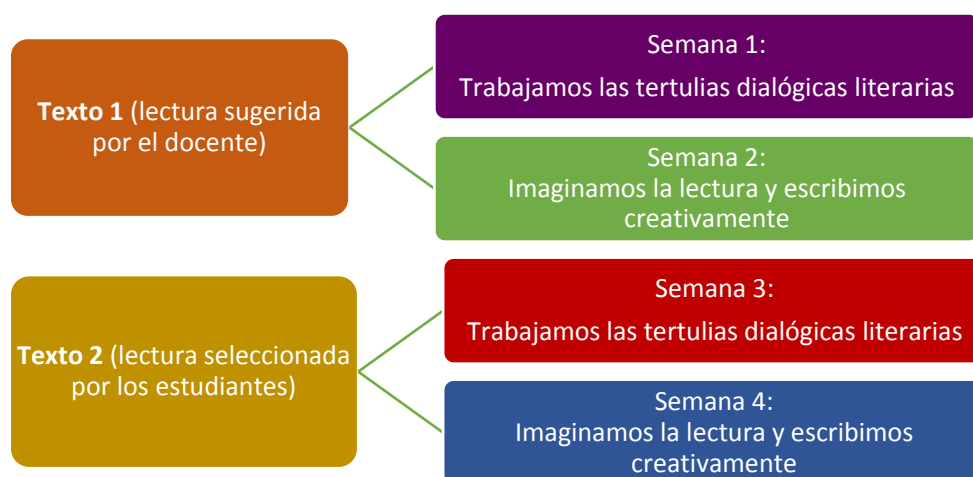 Texto 1 (lectura sugerida
por el docente)
Semana 1:
Trabajamos las tertulias dialógicas literarias
Semana 2:
Imaginamos la lectura y escribimos
creativamente
Texto 2 (lectura seleccionada
por los estudiantes)
Semana 3:
Trabajamos las tertulias dialógicas literarias
Semana 4:
Imaginamos la lectura y escribimos
creativamente